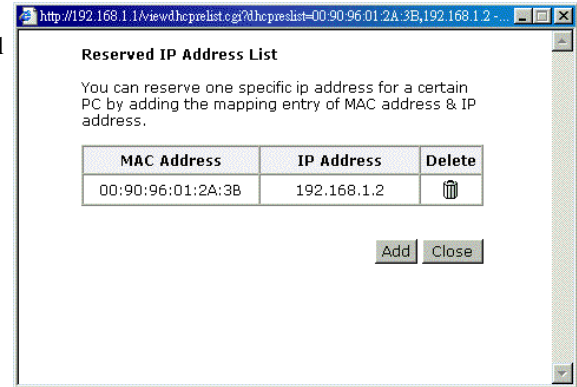 http://192.168.1.1/viewdhcprelist.cgi?dhcpreslist=00:90:96:01:2A:3B,192.168.1.2 -...
Reserved IP Address List
You can reserve one specific ip address for a certain
PC by adding the mapping entry of MAC address & IP
address.
MAC Address IP Address Delete
00:90:96:01:2A:3B 192.168.1.2
Add Close